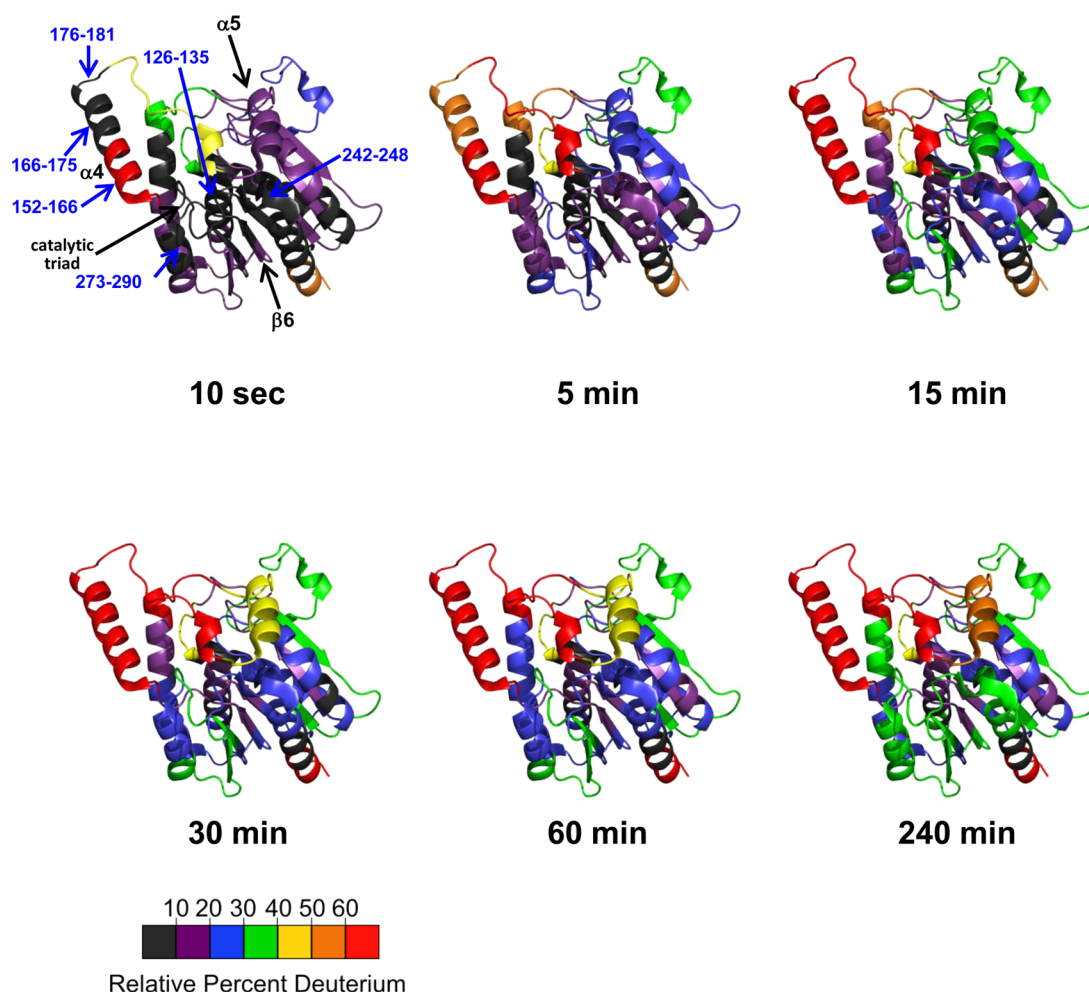 α5
176-181
126-135
242-248
166-175
α4
152-166
catalytic
triad
273-290
β6
10 sec
5 min
15 min
30 min
60 min
240 min
10 20 30 40 50 60
Relative Percent Deuterium